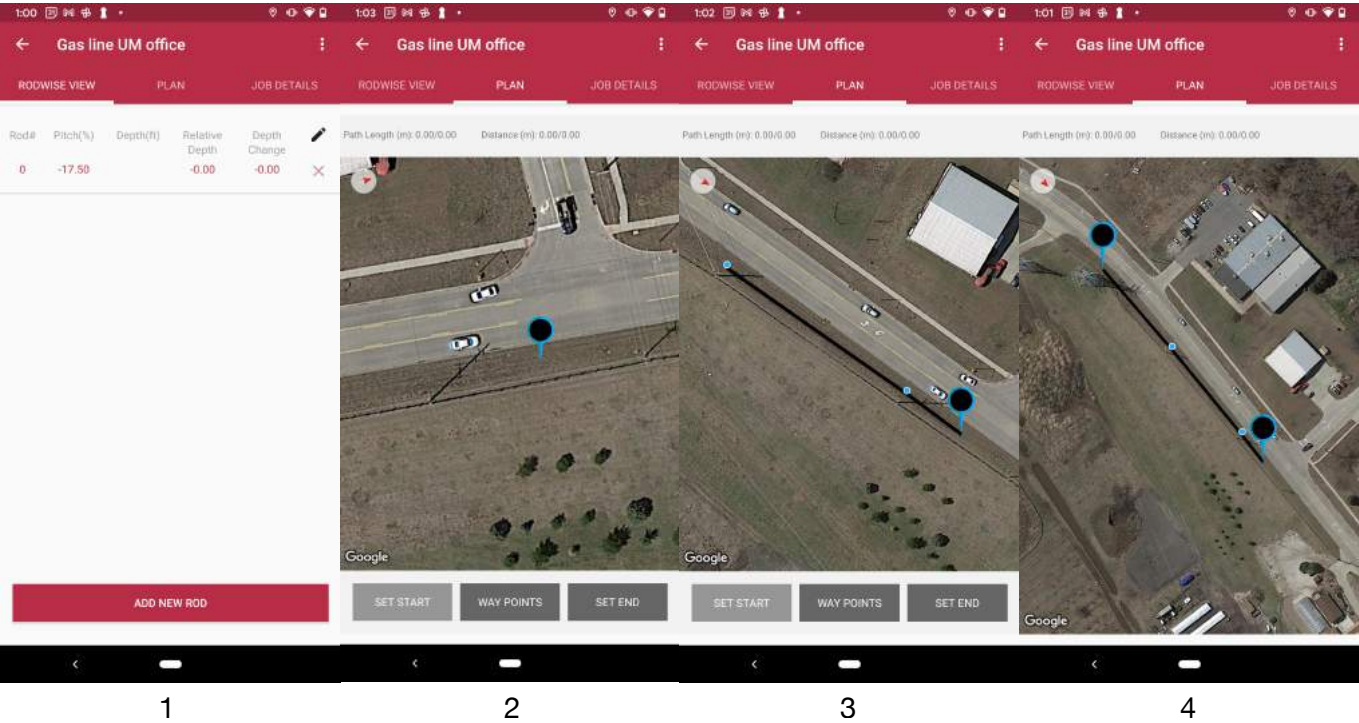 1:00
Gas line UM office
RODWISE VIEW PLAN JOB DETAILS
Rod# Pitch(%) Depth(ft) Relative Depth Depth Change
0 -17.50 -0.00 -0.00
ADD NEW ROD
1
1:03
Gas line UM office
RODWISE VIEW PLAN JOB DETAILS
Path Length (m): 0.00/0.00 Distance (m): 0.00/0.00
Google
SET START WAY POINTS SET END
2
1:02
Gas line UM office
RODWISE VIEW PLAN JOB DETAILS
Path Length (m): 0.00/0.00 Distance (m): 0.00/0.00
Google
SET START WAY POINTS SET END
3
1:01
Gas line UM office
RODWISE VIEW PLAN JOB DETAILS
Path Length (m): 0.00/0.00 Distance (m): 0.00/0.00
Google
4